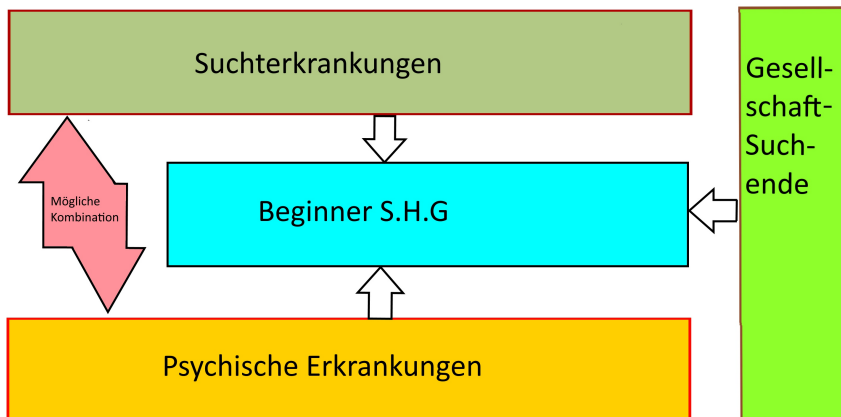 Suchterkrankungen
Gesell-
schaft-
Such-
ende
Mögliche
Kombination
Beginner S.H.G
Psychische Erkrankungen